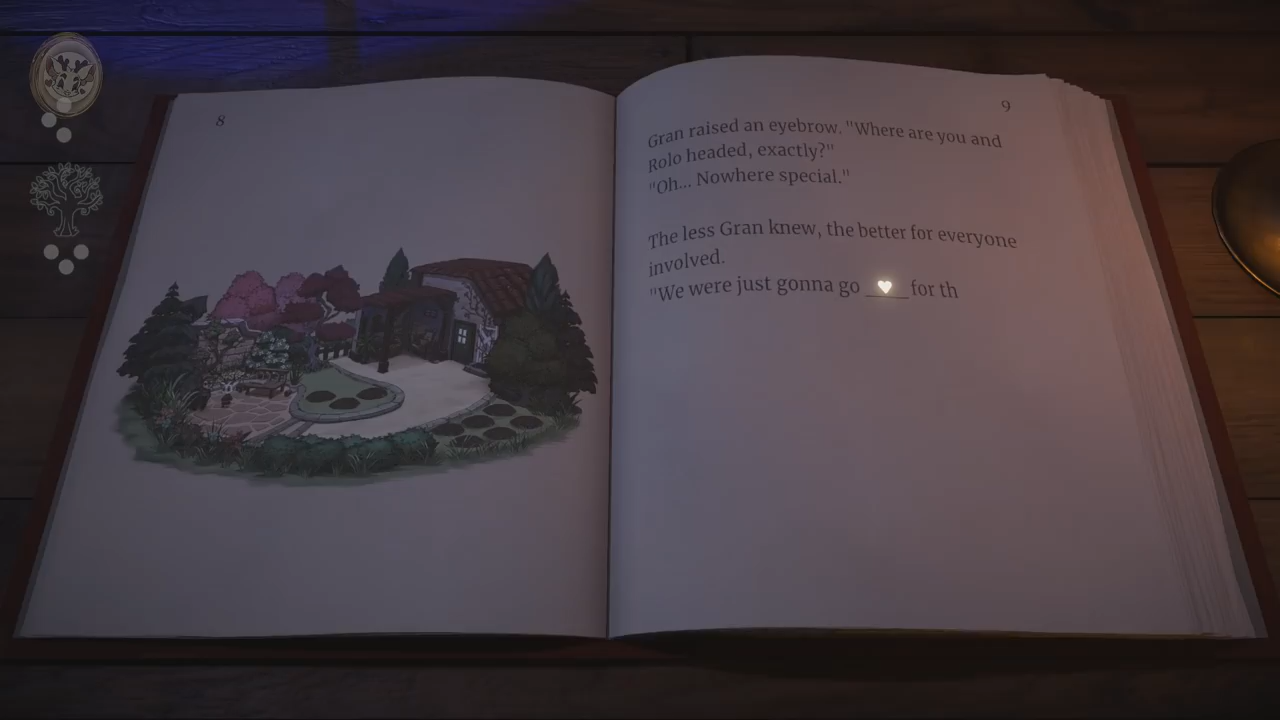 8
9
Gran raised an eyebrow. "Where are you and
Rolo headed, exactly?"
"Oh... Nowhere special."
The less Gran knew, the better for everyone
involved.
"We were just gonna go ____ for th